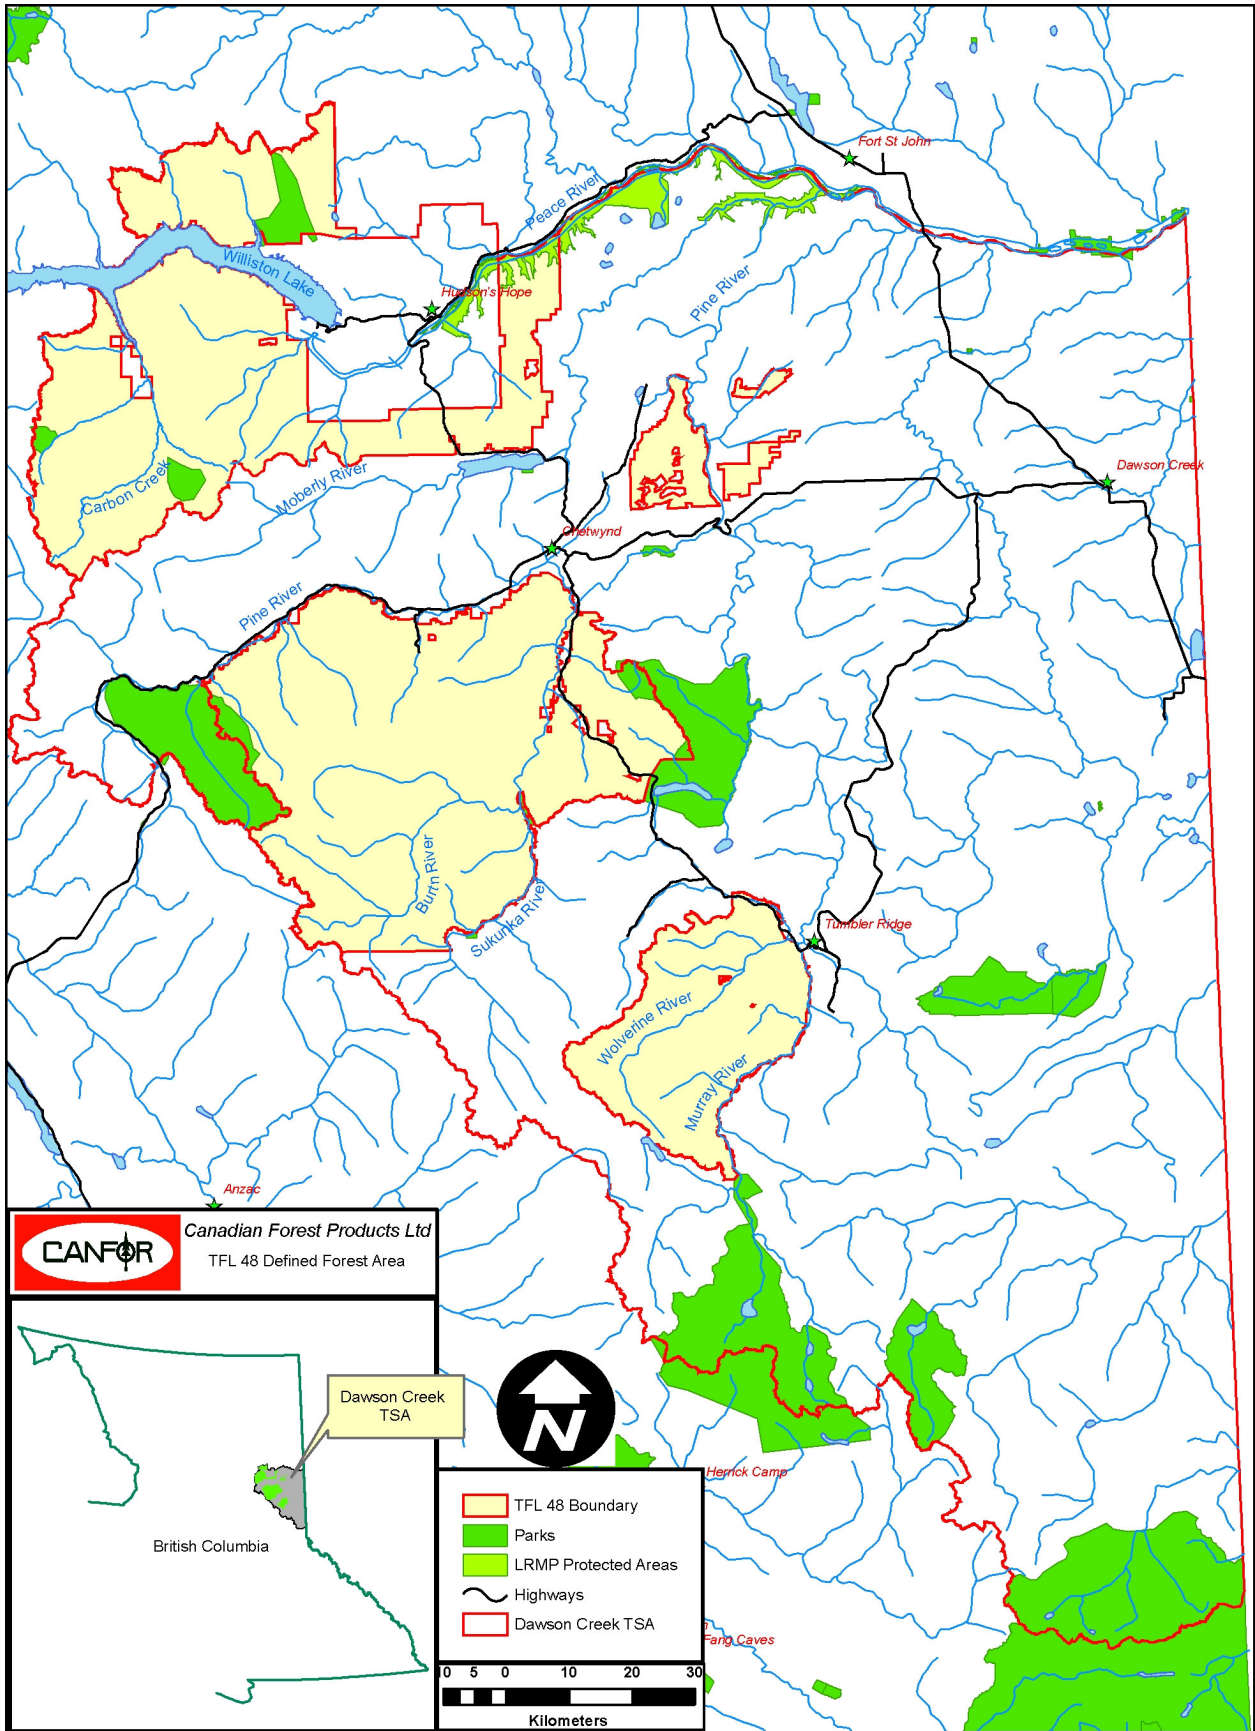 Fort St John
Peace River
Williston Lake
Hudson's Hope
Pine River
Dawson Creek
Carbon Creek
Moberly River
Chetwynd
Pine River
Burnt River
Sukunka River
Tumbler Ridge
Wolverine River
Murray River
Anzac
CANFOR
Canadian Forest Products Ltd
TFL 48 Defined Forest Area
Dawson Creek
TSA
British Columbia
N
Herrick Camp
TFL 48 Boundary
Parks
LRMP Protected Areas
Highways
Dawson Creek TSA
Fang Caves
10 5 0 10 20 30
Kilometers